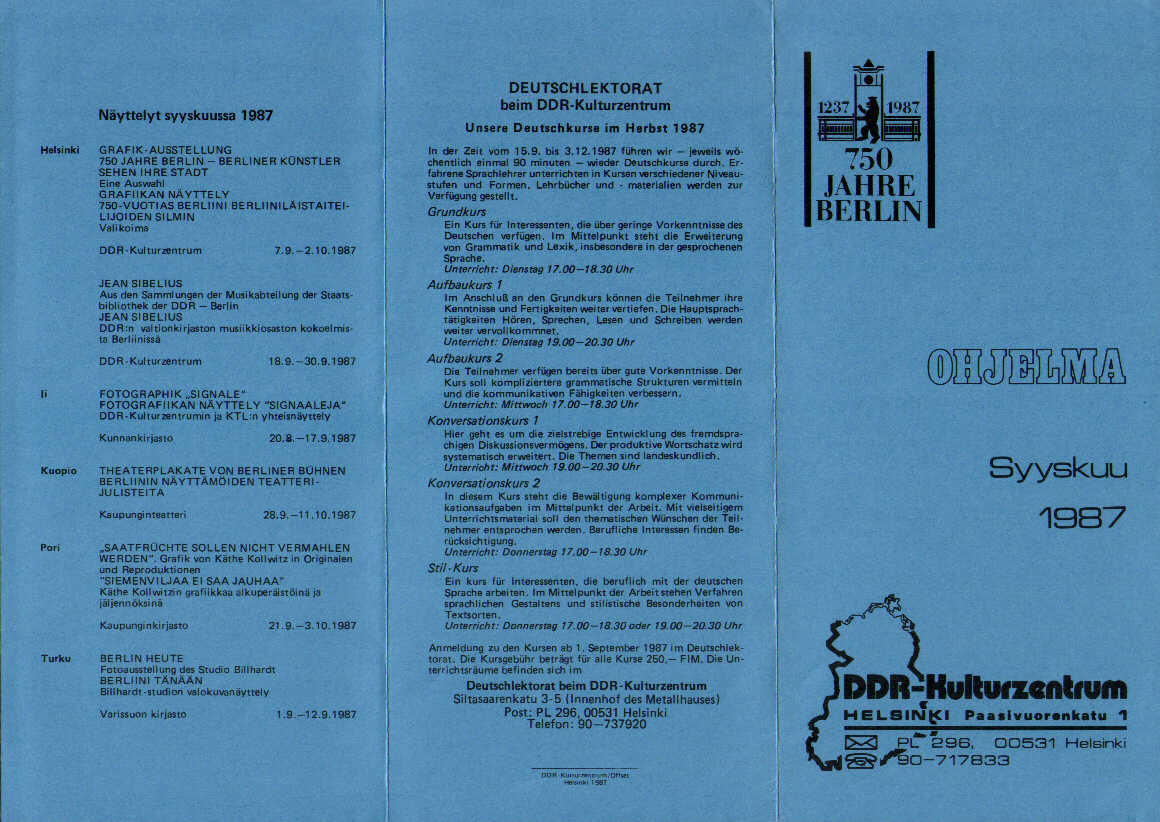 Näyttelyt syyskuussa 1987
Helsinki GRAFIK-AUSSTELLUNG
750 JAHRE BERLIN – BERLINER KÜNSTLER
SEHEN IHRE STADT
Eine Auswahl
GRAFIIKAN NÄYTTELY
750-VUOTIAS BERLIINI BERLIINILÄISTAITEI-
LIJOIDEN SILMIN
Valikoima
DDR-Kulturzentrum 7.9.–2.10.1987
JEAN SIBELIUS
Aus den Sammlungen der Musikabteilung der Staats-
bibliothek der DDR – Berlin
JEAN SIBELIUS
DDR:n valtionkirjaston musiikkiosaston kokoelmis-
ta Berliinissä
DDR-Kulturzentrum 18.9.–30.9.1987
Ii FOTOGRAPHIK „SIGNALE“
FOTOGRAFIIKAN NÄYTTELY ”SIGNAALEJA”
DDR-Kulturzentrumin ja KTL:n yhteisnäyttely
Kunnankirjasto 20.8.–17.9.1987
Kuopio THEATERPLAKATE VON BERLINER BÜHNEN
BERLIININ NÄYTTÄMÖIDEN TEATTERI-
JULISTEITA
Kaupunginteatteri 28.9.–11.10.1987
Pori „SAATFRÜCHTE SOLLEN NICHT VERMAHLEN
WERDEN”. Grafik von Käthe Kollwitz in Originalen
und Reproduktionen
”SIEMENVILJAA EI SAA JAUHAA”
Käthe Kollwitzin grafiikkaa alkuperäistöinä ja
jäljennöksinä
Kaupunginkirjasto 21.9.–3.10.1987
Turku BERLIN HEUTE
Fotoausstellung des Studio Billhardt
BERLIINI TÄNÄÄN
Billhardt-studion valokuvanäyttely
Varissuon kirjasto 1.9.–12.9.1987
DEUTSCHLEKTORAT
beim DDR-Kulturzentrum
Unsere Deutschkurse im Herbst 1987
In der Zeit vom 15.9. bis 3.12.1987 führen wir – jeweils wö-
chentlich einmal 90 minuten – wieder Deutschkurse durch. Er-
fahrene Sprachlehrer unterrichten in Kursen verschiedener Niveau-
stufen und Formen. Lehrbücher und - materialien werden zur
Verfügung gestellt.
Grundkurs
Ein Kurs für Interessenten, die über geringe Vorkenntnisse des
Deutschen verfügen. Im Mittelpunkt steht die Erweiterung
von Grammatik und Lexik, insbesondere in der gesprochenen
Sprache.
Unterricht: Dienstag 17.00–18.30 Uhr
Aufbaukurs 1
Im Anschluß an den Grundkurs können die Teilnehmer ihre
Kenntnisse und Fertigkeiten weiter vertiefen. Die Hauptsprach-
tätigkeiten Hören, Sprechen, Lesen und Schreiben werden
weiter vervollkommnet.
Unterricht: Dienstag 19.00–20.30 Uhr
Aufbaukurs 2
Die Teilnehmer verfügen bereits über gute Vorkenntnisse. Der
Kurs soll kompliziertere grammatische Strukturen vermitteln
und die kommunikativen Fähigkeiten verbessern.
Unterricht: Mittwoch 17.00–18.30 Uhr
Konversationskurs 1
Hier geht es um die zielstrebige Entwicklung des fremdspra-
chigen Diskussionsvermögens. Der produktive Wortschatz wird
systematisch erweitert. Die Themen sind landeskundlich.
Unterricht: Mittwoch 19.00–20.30 Uhr
Konversationskurs 2
In diesem Kurs steht die Bewältigung komplexer Kommuni-
kationsaufgaben im Mittelpunkt der Arbeit. Mit vielseitigem
Unterrichtsmaterial soll den thematischen Wünschen der Teil-
nehmer entsprochen werden. Berufliche Interessen finden Be-
rücksichtigung.
Unterricht: Donnerstag 17.00–18.30 Uhr
Stil-Kurs
Ein kurs für Interessenten, die beruflich mit der deutschen
Sprache arbeiten. Im Mittelpunkt der Arbeit stehen Verfahren
sprachlichen Gestaltens und stilistische Besonderheiten von
Textsorten.
Unterricht: Donnerstag 17.00–18.30 oder 19.00–20.30 Uhr
Anmeldung zu den Kursen ab 1. September 1987 im Deutschlek-
torat. Die Kursgebühr beträgt für alle Kurse 250,– FIM. Die Un-
terrichtsräume befinden sich im
Deutschlektorat beim DDR-Kulturzentrum
Siltasaarenkatu 3-5 (Innenhof des Metallhauses)
Post: PL 296, 00531 Helsinki
Telefon: 90–737920
DDR-Kulturzentrum/Offset
Helsinki 1987
1237 1987
750
JAHRE
BERLIN
OHJELMA
Syyskuu
1987
DDR-Kulturzentrum
HELSINKI Paasivuorenkatu 1
PL 296, 00531 Helsinki
90–717833